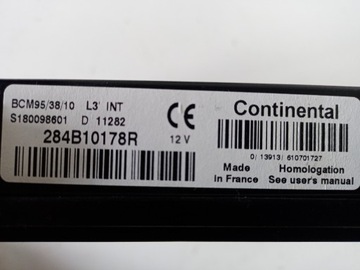 BCM95/38/10 L3' INT
S180098601 D 11282
284B10178R
CE
12V
Continental
0/13913/610701727
Made in France
Homologation
See user's manual